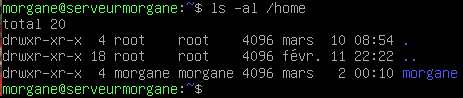 morgane@serveurmorgane:~$ ls -al /home
total 20
drwxr-xr-x  4 root    root    4096 mars  10 08:54 .
drwxr-xr-x 18 root    root    4096 févr. 11 22:22 ..
drwxr-xr-x  4 morgane morgane 4096 mars   2 00:10 morgane
morgane@serveurmorgane:~$